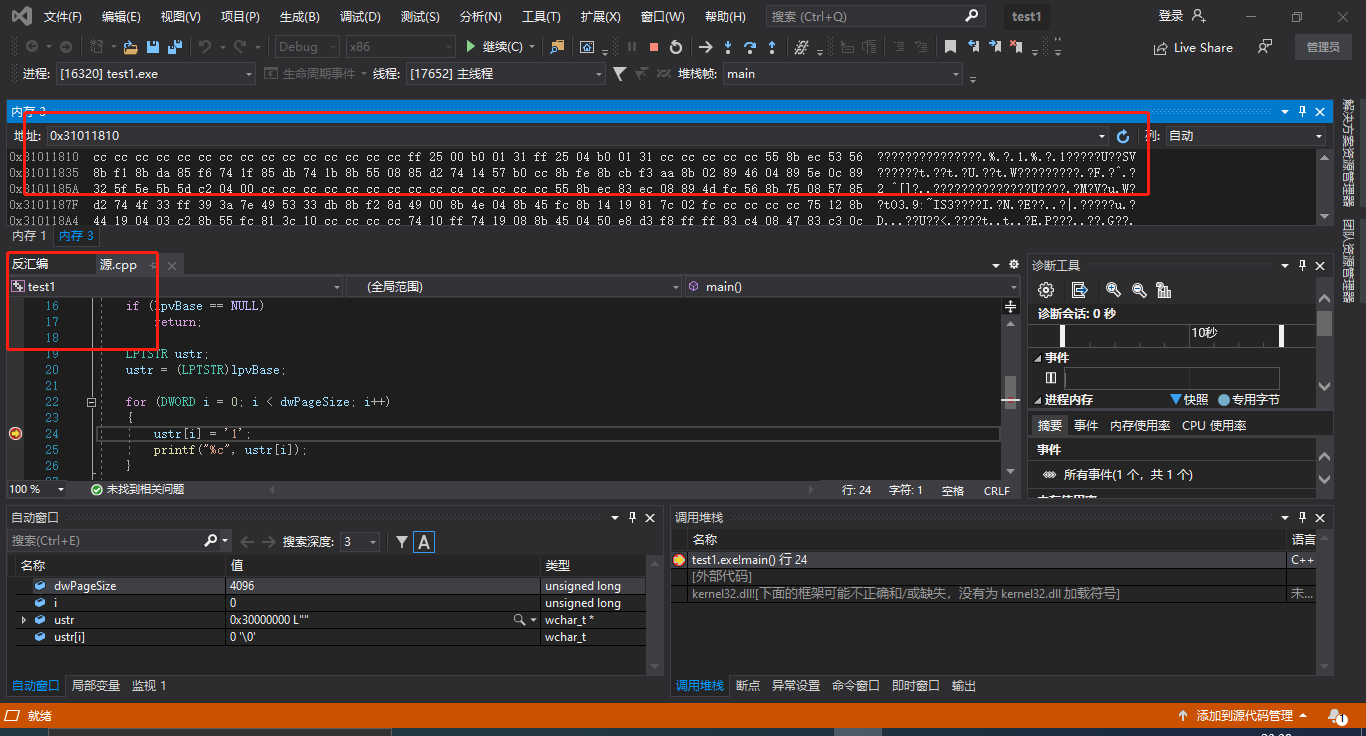 文件(F) 编辑(E) 视图(V) 项目(P) 生成(B) 调试(D) 测试(S) 分析(N) 工具(T) 扩展(X) 窗口(W) 帮助(H) 搜索 (Ctrl+Q) test1 登录
Debug x86 继续(C) Live Share 管理员
进程: [16320] test1.exe 生命周期事件 线程: [17652] 主线程 堆栈帧: main
内存 3
地址: 0x31011810 列: 自动
0x31011810 cc cc cc cc cc cc cc cc cc cc cc cc cc cc cc ff 25 00 b0 01 31 ff 25 04 b0 01 31 cc cc cc cc cc 55 8b ec 53 56 ???????????????.%.?.1.%.?.1?????U??SV
0x31011835 8b f1 8b da 85 f6 74 1f 85 db 74 1b 8b 55 08 85 d2 74 14 57 b0 cc 8b fe 8b cb f3 aa 8b 02 89 46 04 89 5e 0c 89
0x3101185A 32 5f 5e 5b 5d c2 04 00 cc cc cc cc cc cc cc cc cc cc cc cc cc cc 55 8b ec 83 ec 08 89 4d fc 56 8b 75 08 57 85
0x3101187F d2 74 4f 33 ff 39 3a 7e 49 53 33 db 8b f2 8d 49 00 8b 4e 04 8b 45 fc 8b 14 19 81 7c 02 fc cc cc cc cc 75 12 8b
0x310118A4 44 19 04 03 c2 8b 55 fc 81 3c 10 cc cc cc cc 74 10 ff 74 19 08 8b 45 04 50 e8 d3 f8 ff ff 83 c4 08 47 83 c3 0c
内存 1 内存 3
反汇编 源.cpp
test1 (全局范围) main()
16 if (lpvBase == NULL)
17 return;
18
19 LPTSTR ustr;
20 ustr = (LPTSTR)lpvBase;
21
22 for (DWORD i = 0; i < dwPageSize; i++)
23 {
24 ustr[i] = '1';
25 printf("%c", ustr[i]);
26 }
100 % 未找到相关问题 行: 24 字符: 1 空格 CRLF
诊断工具
诊断会话: 0 秒
10秒
事件
进程内存 快照 专用字节
摘要 事件 内存使用率 CPU 使用率
事件
所有事件(1 个，共 1 个)
内存使用率
解决方案资源管理器
团队资源管理器
自动窗口
搜索(Ctrl+E) 搜索深度: 3 A
名称 值 类型
dwPageSize 4096 unsigned long
i 0 unsigned long
ustr 0x30000000 L"" wchar_t *
ustr[i] 0 '\0' wchar_t
自动窗口 局部变量 监视 1
调用堆栈
名称 语言
test1.exe!main() 行 24 C++
[外部代码]
kernel32.dll![下面的框架可能不正确和/或缺失，没有为 kernel32.dll 加载符号] 未...
调用堆栈 断点 异常设置 命令窗口 即时窗口 输出
就绪 添加到源代码管理 1